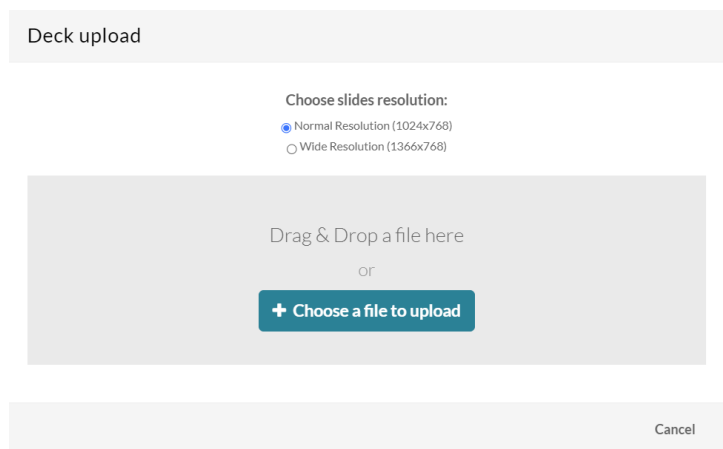 Deck upload
Choose slides resolution:
Normal Resolution (1024x768)
Wide Resolution (1366x768)
Drag & Drop a file here
or
+ Choose a file to upload
Cancel